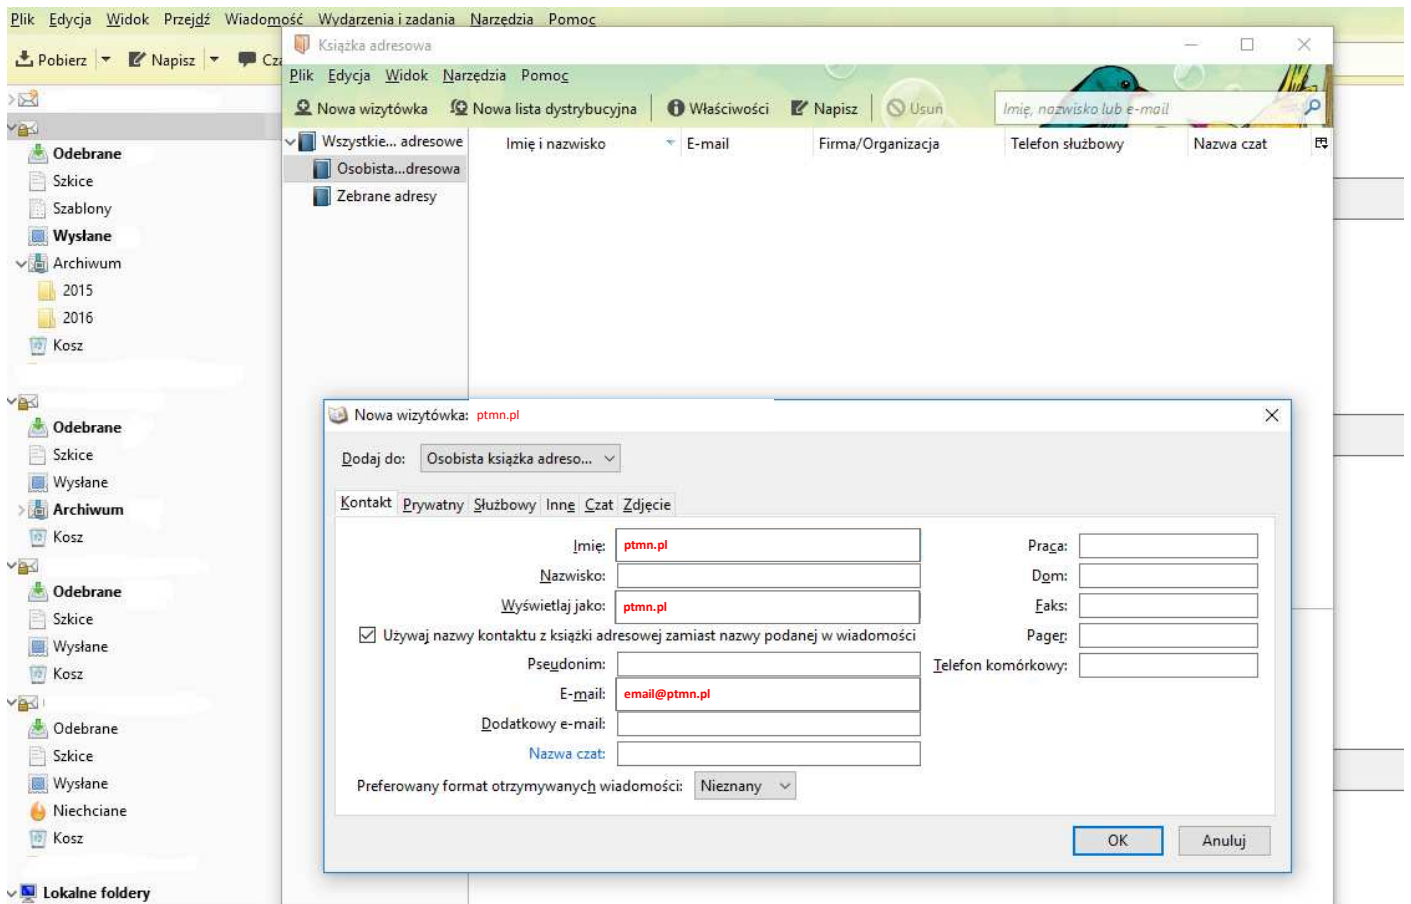 Plik Edycja Widok Przejdź Wiadomość Wydarzenia i zadania Narzędzia Pomoc
Pobierz Napisz
Odebrane
Szkice
Szablony
Wysłane
Archiwum
2015
2016
Kosz
Odebrane
Szkice
Wysłane
Archiwum
Kosz
Odebrane
Szkice
Wysłane
Kosz
Odebrane
Szkice
Wysłane
Niechciane
Kosz
Lokalne foldery
Książka adresowa
Plik Edycja Widok Narzędzia Pomoc
Nowa wizytówka Nowa lista dystrybucyjna Właściwości Napisz Usuń Imię, nazwisko lub e-mail
Wszystkie... adresowe
Osobista...dresowa
Zebrane adresy
Imię i nazwisko E-mail Firma/Organizacja Telefon służbowy Nazwa czat
Nowa wizytówka: ptmn.pl
Dodaj do: Osobista książka adreso...
Kontakt Prywatny Służbowy Inne Czat Zdjęcie
Imię: ptmn.pl
Nazwisko:
Wyświetlaj jako: ptmn.pl
Używaj nazwy kontaktu z książki adresowej zamiast nazwy podanej w wiadomości
Pseudonim:
E-mail: email@ptmn.pl
Dodatkowy e-mail:
Nazwa czat:
Preferowany format otrzymywanych wiadomości: Nieznany
Praca:
Dom:
Faks:
Pager:
Telefon komórkowy:
OK Anuluj